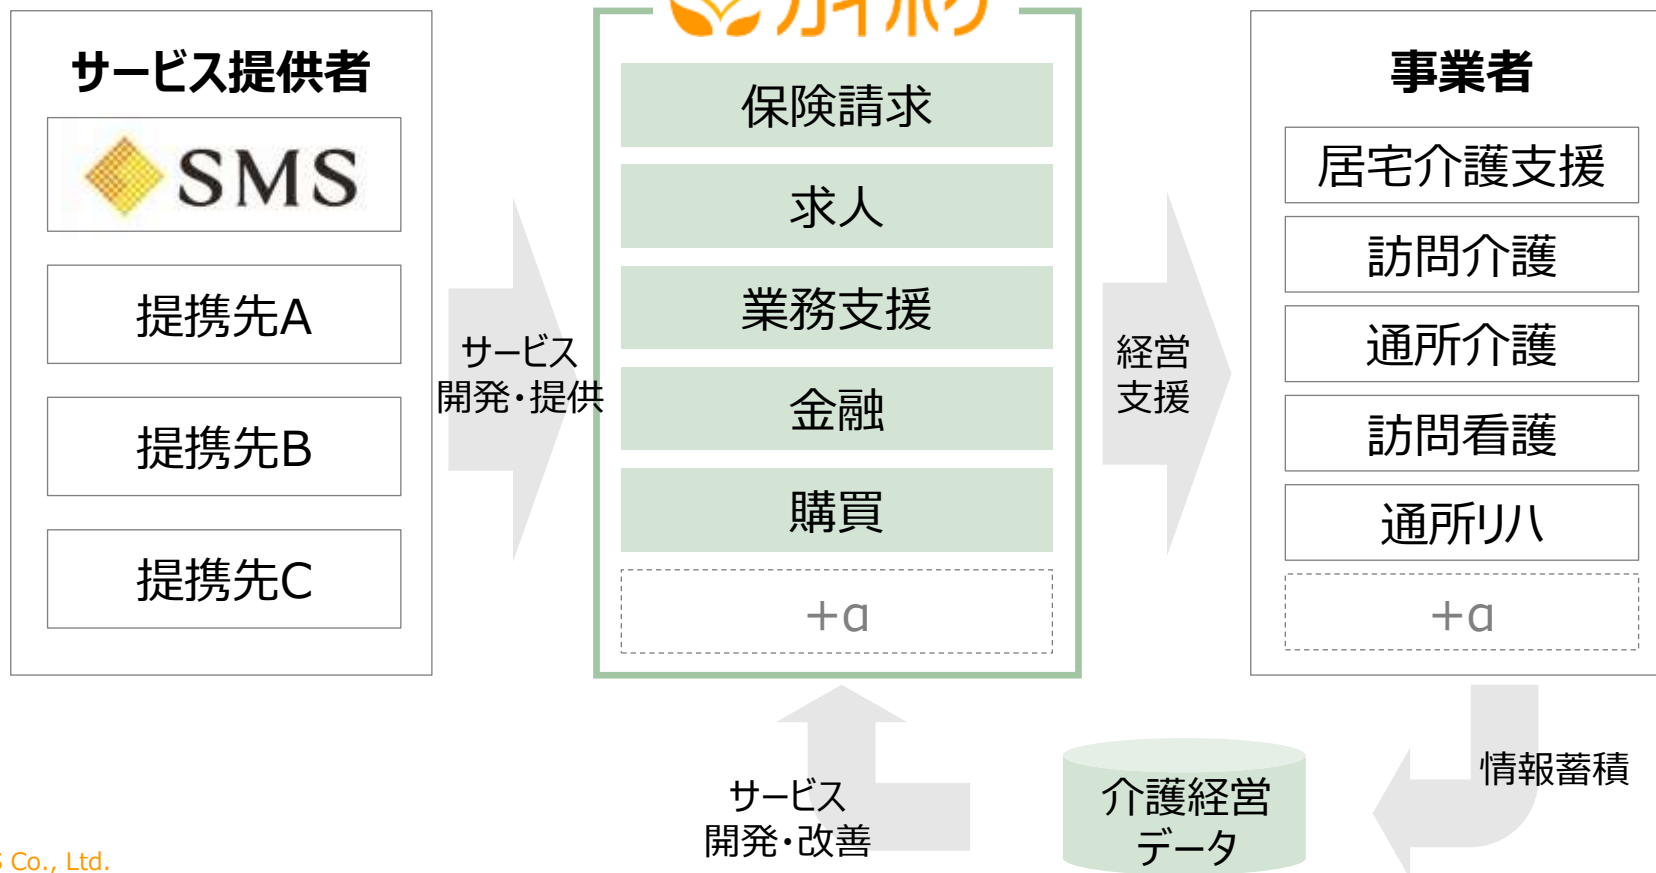 カイポケ
サービス提供者
SMS
提携先A
提携先B
提携先C
サービス
開発・提供
保険請求
求人
業務支援
金融
購買
+α
経営
支援
事業者
居宅介護支援
訪問介護
通所介護
訪問看護
通所リハ
+α
情報蓄積
介護経営
データ
サービス
開発・改善
Co., Ltd.